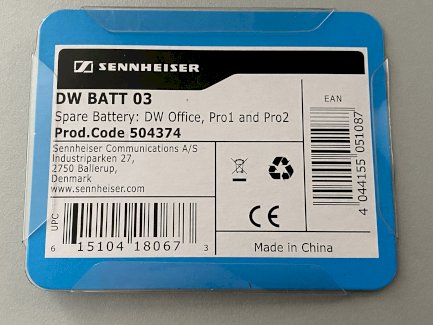 SENNHEISER
DW BATT 03
Spare Battery: DW Office, Pro1 and Pro2
Prod.Code 504374
Sennheiser Communications A/S
Industriparken 27,
2750 Ballerup,
Denmark
www.sennheiser.com
UPC
6 15104 18067 3
EAN
4 044155 051087
CE
Made in China